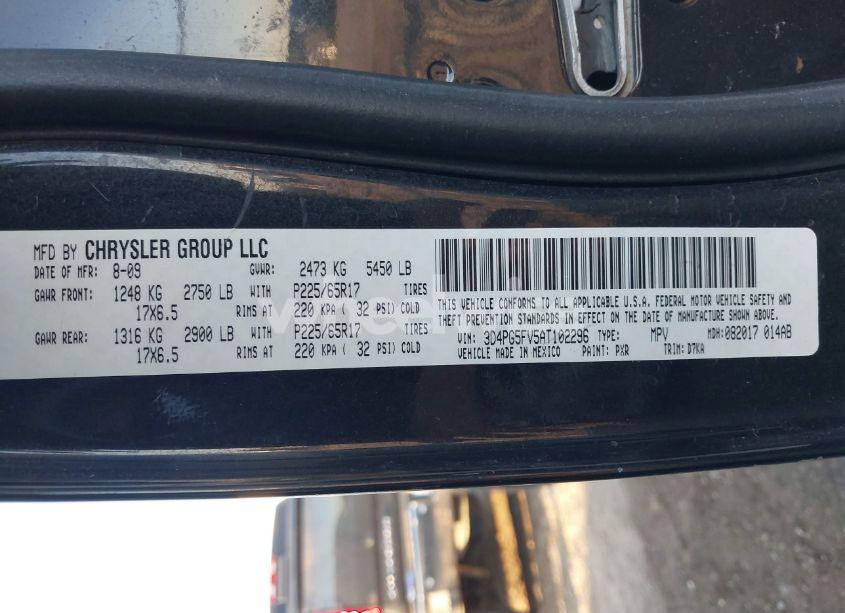 MFD BY CHRYSLER GROUP LLC
DATE OF MFR: 8-09 GVWR: 2473 KG 5450 LB
GAWR FRONT: 1248 KG 2750 LB WITH P225/65R17 TIRES
17X6.5 RIMS AT 220 KPA ( 32 PSI) COLD
GAWR REAR: 1316 KG 2900 LB WITH P225/65R17 TIRES
17X6.5 RIMS AT 220 KPA ( 32 PSI) COLD
THIS VEHICLE CONFORMS TO ALL APPLICABLE U.S.A. FEDERAL MOTOR VEHICLE SAFETY AND
THEFT PREVENTION STANDARDS IN EFFECT ON THE DATE OF MANUFACTURE SHOWN ABOVE.
VIN: 3D4PG5FV5AT102296 TYPE: MPV MDH: 082017 014AB
VEHICLE MADE IN MEXICO PAINT: PXR TRIM: D7KA